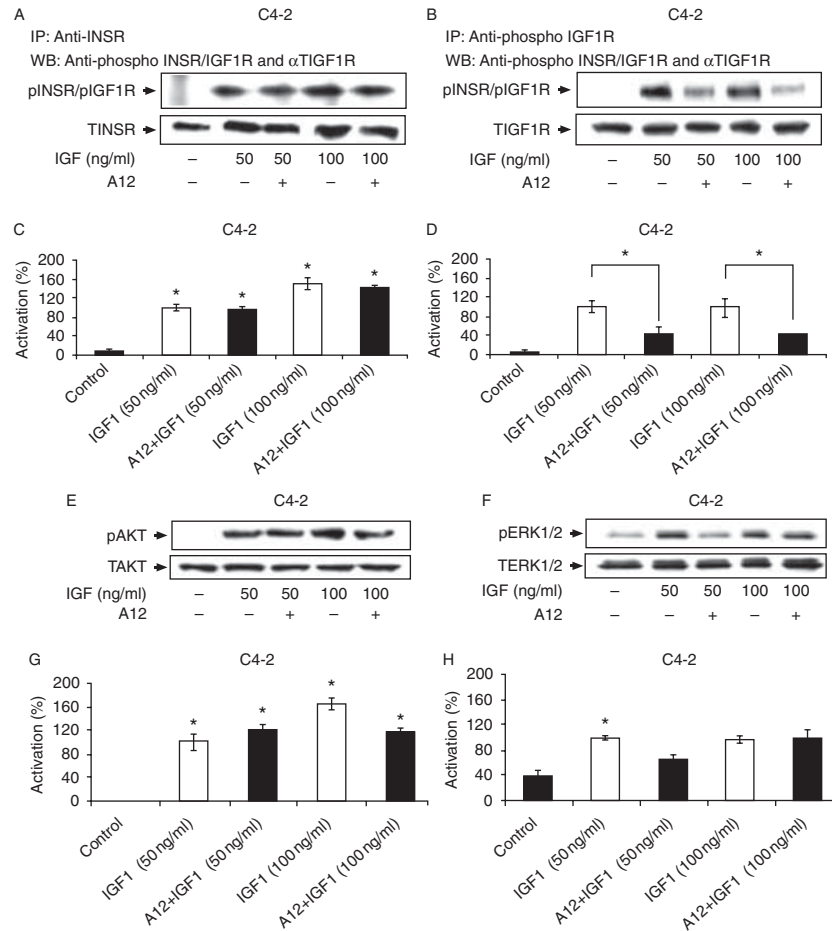 A
C4-2
IP: Anti-INSR
WB: Anti-phospho INSR/IGF1R and αTIGF1R
pINSR/pIGF1R
TINSR
IGF (ng/ml) – 50 50 100 100
A12 – – + – +
B
C4-2
IP: Anti-phospho IGF1R
WB: Anti-phospho INSR/IGF1R and αTIGF1R
pINSR/pIGF1R
TIGF1R
IGF (ng/ml) – 50 50 100 100
A12 – – + – +
C
C4-2
Activation (%)
200
160
120
80
40
0
* * * *
Control
IGF1 (50 ng/ml)
A12+IGF1 (50 ng/ml)
IGF1 (100 ng/ml)
A12+IGF1 (100 ng/ml)
D
C4-2
Activation (%)
200
160
120
80
40
0
* *
Control
IGF1 (50 ng/ml)
A12+IGF1 (50 ng/ml)
IGF1 (100 ng/ml)
A12+IGF1 (100 ng/ml)
E
C4-2
pAKT
TAKT
IGF (ng/ml) – 50 50 100 100
A12 – – + – +
F
C4-2
pERK1/2
TERK1/2
IGF (ng/ml) – 50 50 100 100
A12 – – + – +
G
C4-2
Activation (%)
200
160
120
80
40
0
* * * *
Control
IGF1 (50 ng/ml)
A12+IGF1 (50 ng/ml)
IGF1 (100 ng/ml)
A12+IGF1 (100 ng/ml)
H
C4-2
Activation (%)
200
160
120
80
40
0
*
Control
IGF1 (50 ng/ml)
A12+IGF1 (50 ng/ml)
IGF1 (100 ng/ml)
A12+IGF1 (100 ng/ml)